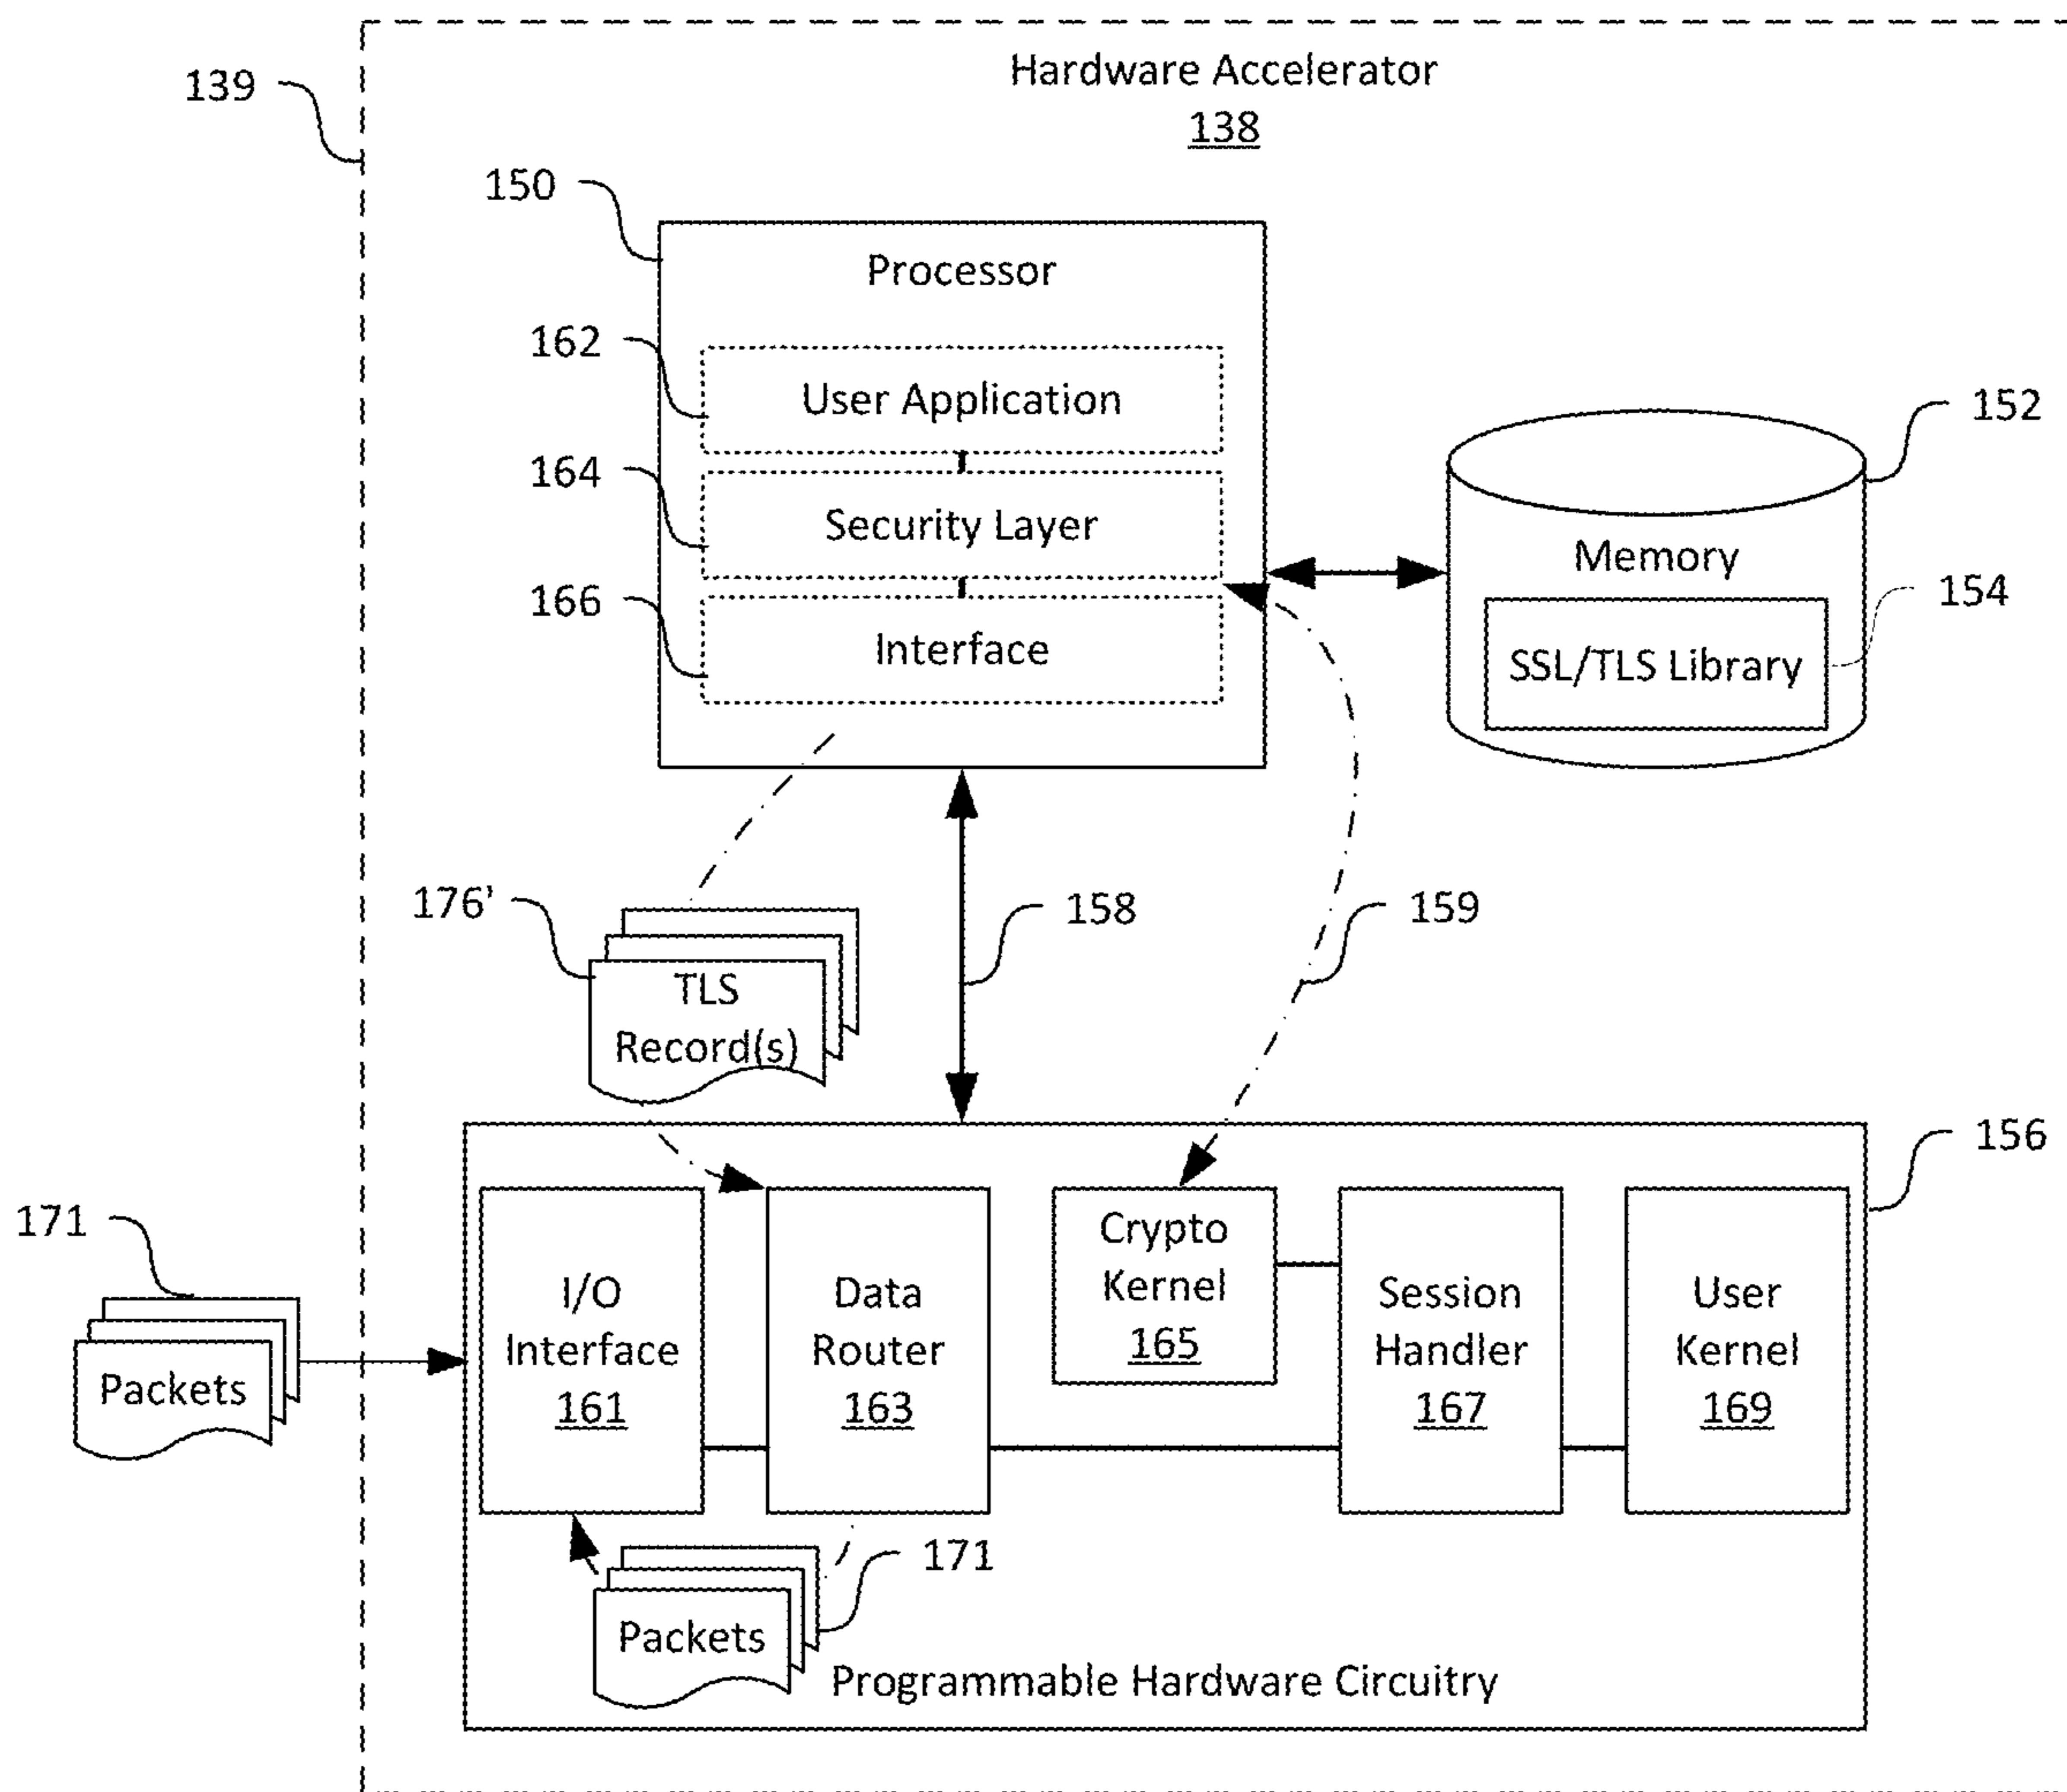 Hardware Accelerator
138
139
150
Processor
162
User Application
164
Security Layer
166
Interface
152
Memory
154
SSL/TLS Library
176'
TLS
Record(s)
158
159
156
171
Packets
I/O
Interface
161
Data
Router
163
Crypto
Kernel
165
Session
Handler
167
User
Kernel
169
171
Packets
Programmable Hardware Circuitry